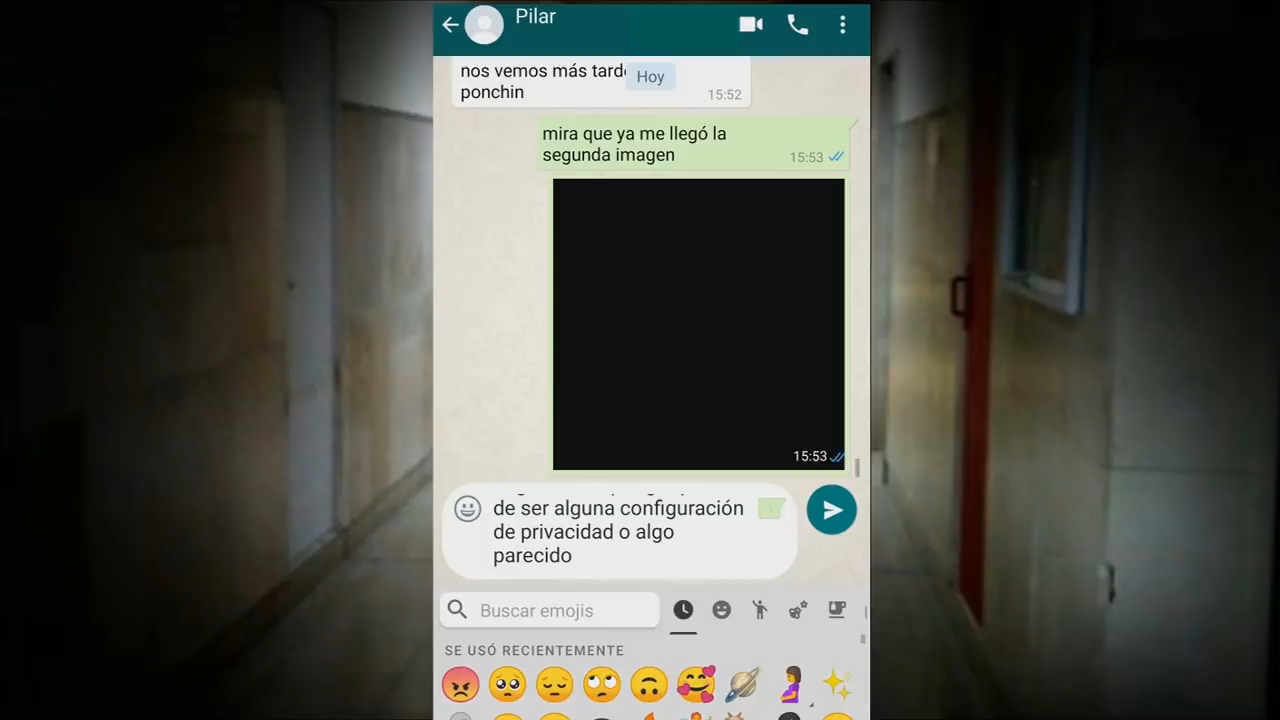 Pilar
nos vemos más tarde
Hoy
ponchin
15:52
mira que ya me llegó la
segunda imagen
15:53
15:53
de ser alguna configuración
de privacidad o algo
parecido
Buscar emojis
SE USÓ RECIENTEMENTE